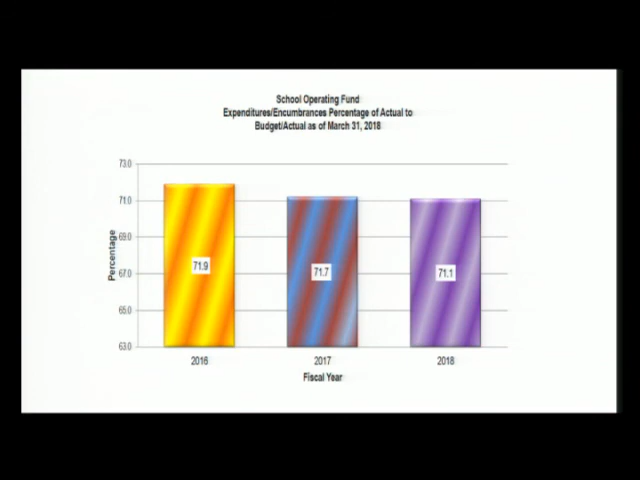 School Operating Fund
Expenditures/Encumbrances Percentage of Actual to
Budget/Actual as of March 31, 2018
73.0
71.0
69.0
67.0
65.0
63.0
Percentage
71.9
71.7
71.1
2016
2017
2018
Fiscal Year